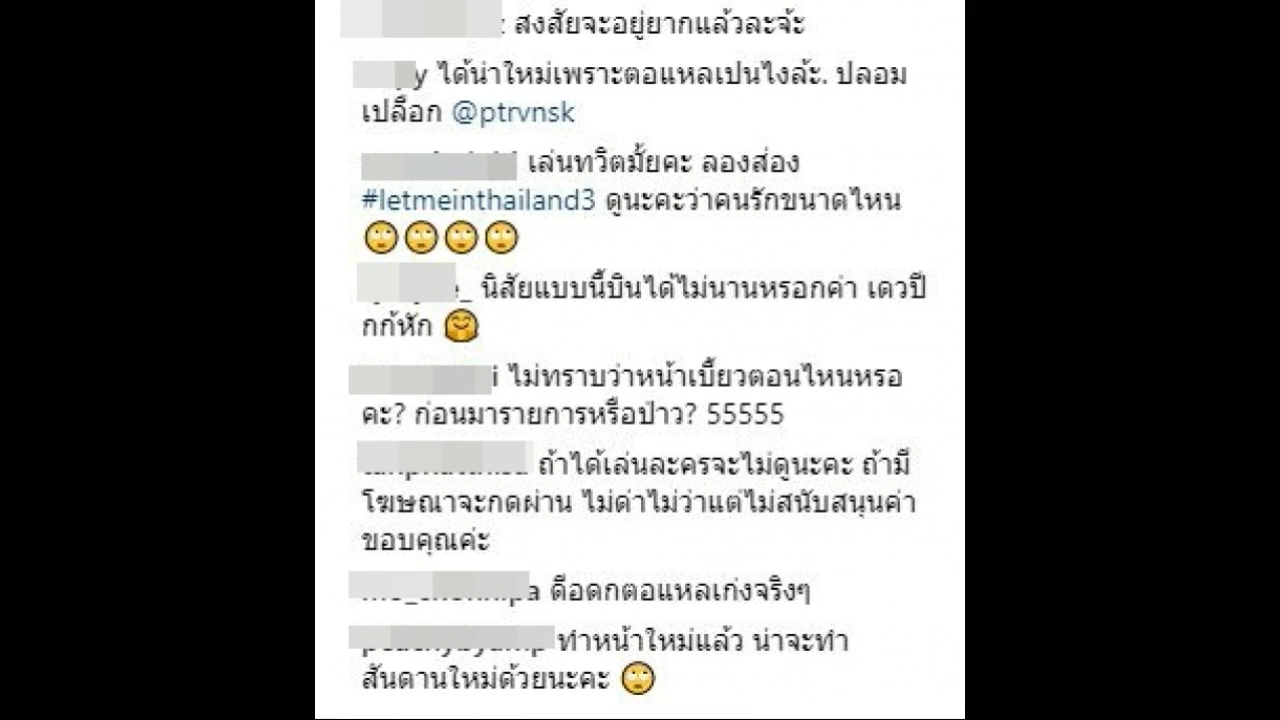 : สงสัยจะอยู่ยากแล้วละจ้ะ
y ได้น่าใหม่เพราะตอแหลเปนไงล้ะ. ปลอม
เปลือก @ptrvnsk
เล่นทวิตมั้ยคะ ลองส่อง
#letmeinthailand3 ดูนะคะว่าคนรักขนาดไหน
🙄🙄🙄🙄
e_ นิสัยแบบนี้บินได้ไม่นานหรอกค่า เดวปี
กก้หัก 🤗
i ไม่ทราบว่าหน้าเบี้ยวตอนไหนหรอ
คะ? ก่อนมารายการหรือป่าว? 55555
ถ้าได้เล่นละครจะไม่ดูนะคะ ถ้ามี
โฆษณาจะกดผ่าน ไม่ด่าไม่ว่าแต่ไม่สนับสนุนค่า
ขอบคุณค่ะ
a ดือดกตอแหลเก่งจริงๆ
ทำหน้าใหม่แล้ว น่าจะทำ
สันดานใหม่ด้วยนะคะ 🙄